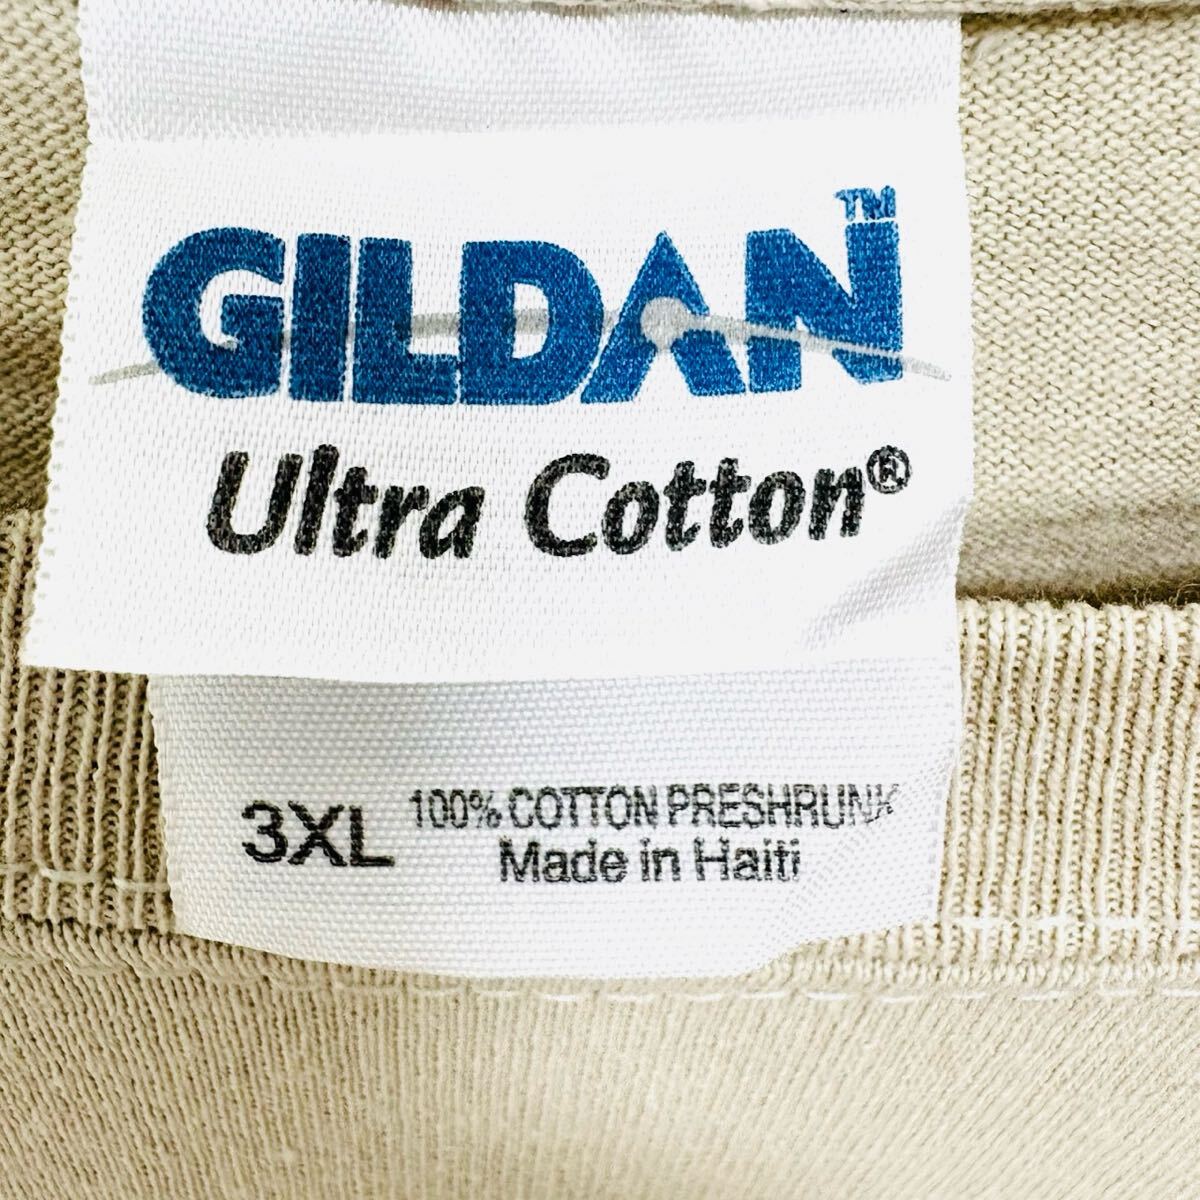 GILDAN™
Ultra Cotton®
3XL 100% COTTON PRESHRUNK
Made in Haiti